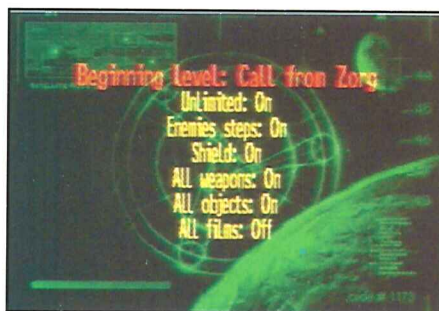 Beginning level: Call from Zorg
Unlimited: On
Enemies steps: On
Shield: On
All weapons: On
All objects: On
All films: Off